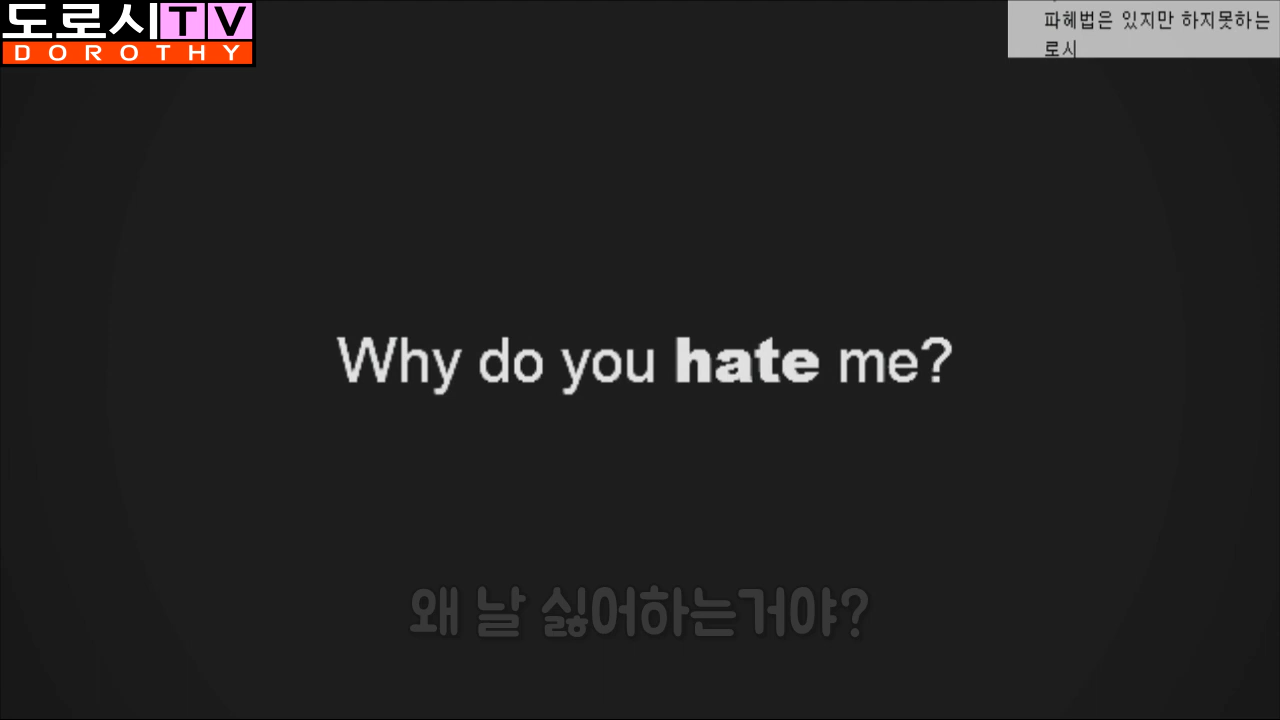 도로시TV
DOROTHY
파헤법은 있지만 하지못하는
로시
Why do you hate me?
왜 날 싫어하는거야?